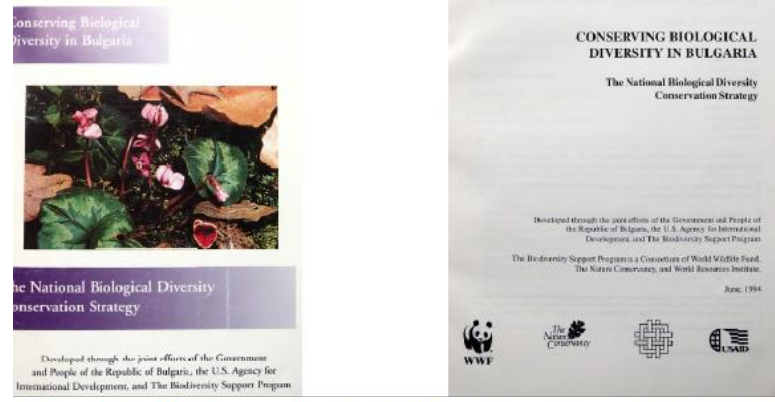 Conserving Biological
Diversity in Bulgaria
The National Biological Diversity
Conservation Strategy
Developed through the joint efforts of the Government
and People of the Republic of Bulgaria, the U.S. Agency for
International Development, and The Biodiversity Support Program
CONSERVING BIOLOGICAL
DIVERSITY IN BULGARIA
The National Biological Diversity
Conservation Strategy
Developed through the joint efforts of the Government and People of
the Republic of Bulgaria, the U.S. Agency for International
Development, and The Biodiversity Support Program
The Biodiversity Support Program is a Consortium of World Wildlife Fund,
The Nature Conservancy, and World Resources Institute.
June, 1994
WWF
The
Nature
Conservancy
USAID